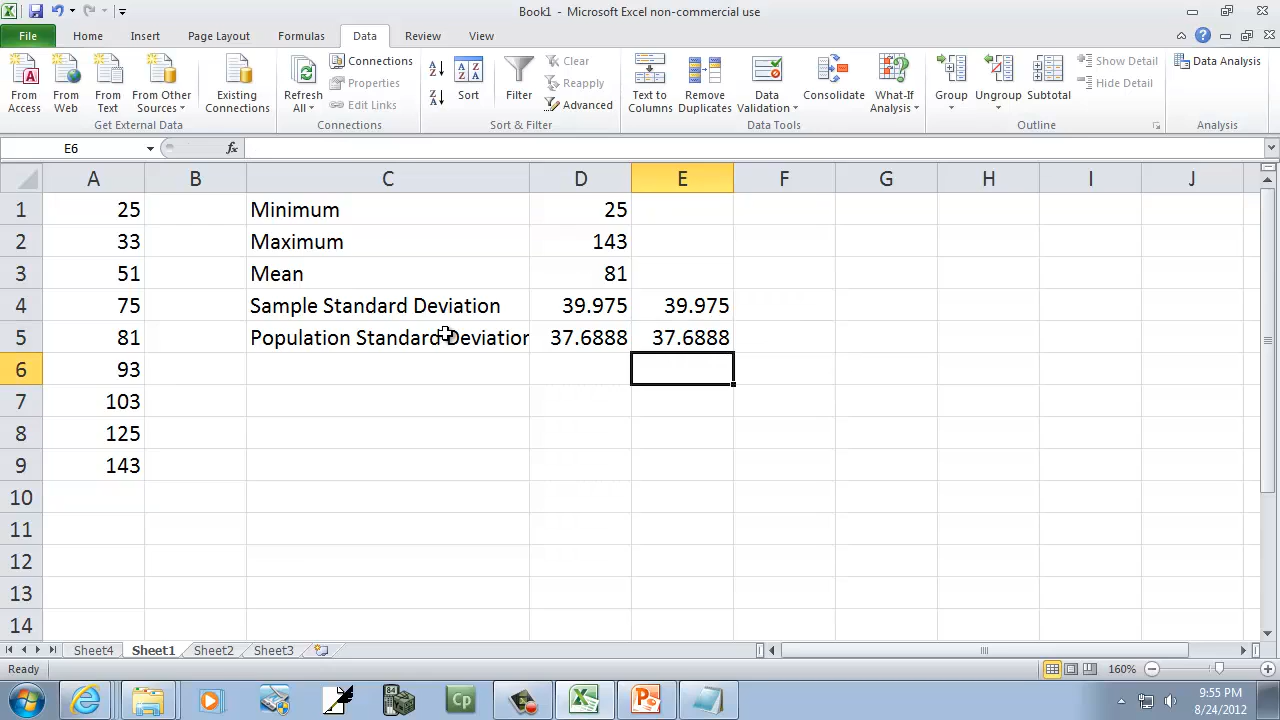 Book1 - Microsoft Excel non-commercial use
File Home Insert Page Layout Formulas Data Review View
From Access
From Web
From Text
From Other Sources
Existing Connections
Get External Data
Refresh All
Connections
Properties
Edit Links
Connections
Sort
Filter
Clear
Reapply
Advanced
Sort & Filter
Text to Columns
Remove Duplicates
Data Validation
Consolidate
What-If Analysis
Data Tools
Group
Ungroup
Subtotal
Show Detail
Hide Detail
Outline
Data Analysis
Analysis
E6 fx
A B C D E F G H I J
1 25 Minimum 25
2 33 Maximum 143
3 51 Mean 81
4 75 Sample Standard Deviation 39.975 39.975
5 81 Population Standard Deviation 37.6888 37.6888
6 93
7 103
8 125
9 143
10
11
12
13
14
Sheet4 Sheet1 Sheet2 Sheet3
Ready 160%
84 Cp
9:55 PM
8/24/2012